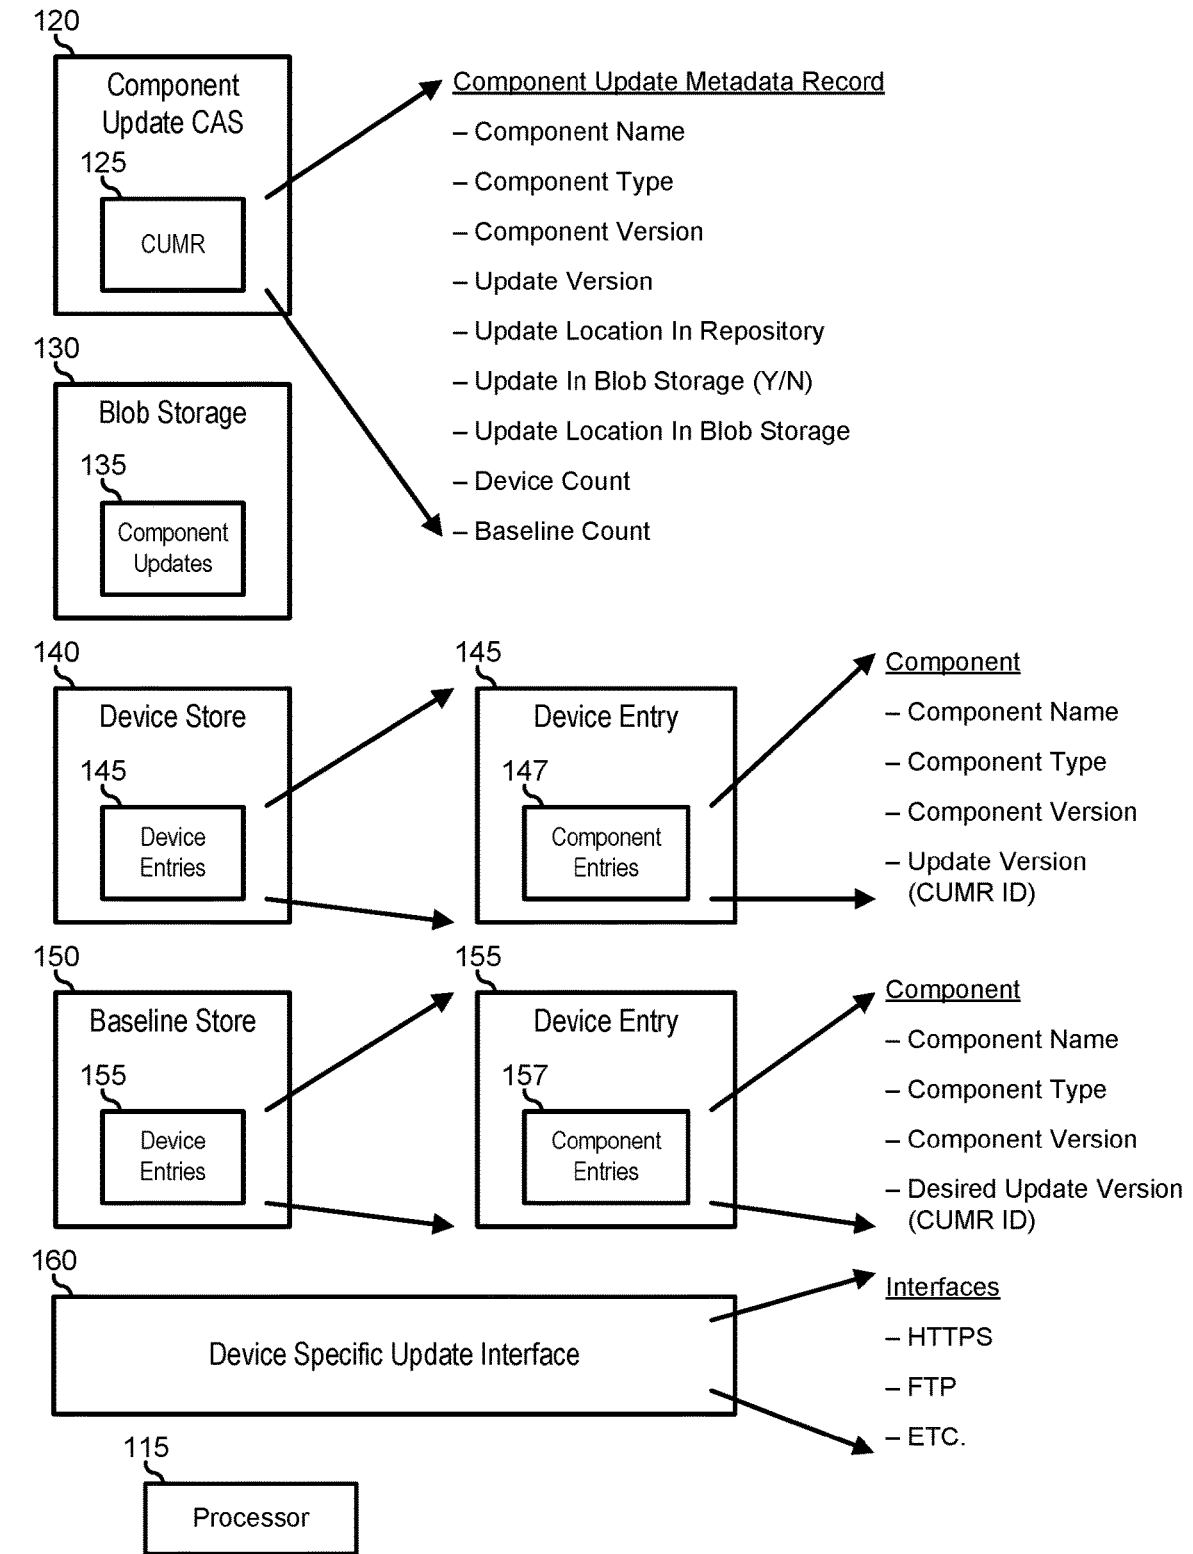 120
Component
Update CAS
125
CUMR
Component Update Metadata Record
– Component Name
– Component Type
– Component Version
– Update Version
– Update Location In Repository
– Update In Blob Storage (Y/N)
– Update Location In Blob Storage
– Device Count
– Baseline Count
130
Blob Storage
135
Component
Updates
140
Device Store
145
Device
Entries
145
Device Entry
147
Component
Entries
Component
– Component Name
– Component Type
– Component Version
– Update Version
(CUMR ID)
150
Baseline Store
155
Device
Entries
155
Device Entry
157
Component
Entries
Component
– Component Name
– Component Type
– Component Version
– Desired Update Version
(CUMR ID)
160
Device Specific Update Interface
Interfaces
– HTTPS
– FTP
– ETC.
115
Processor